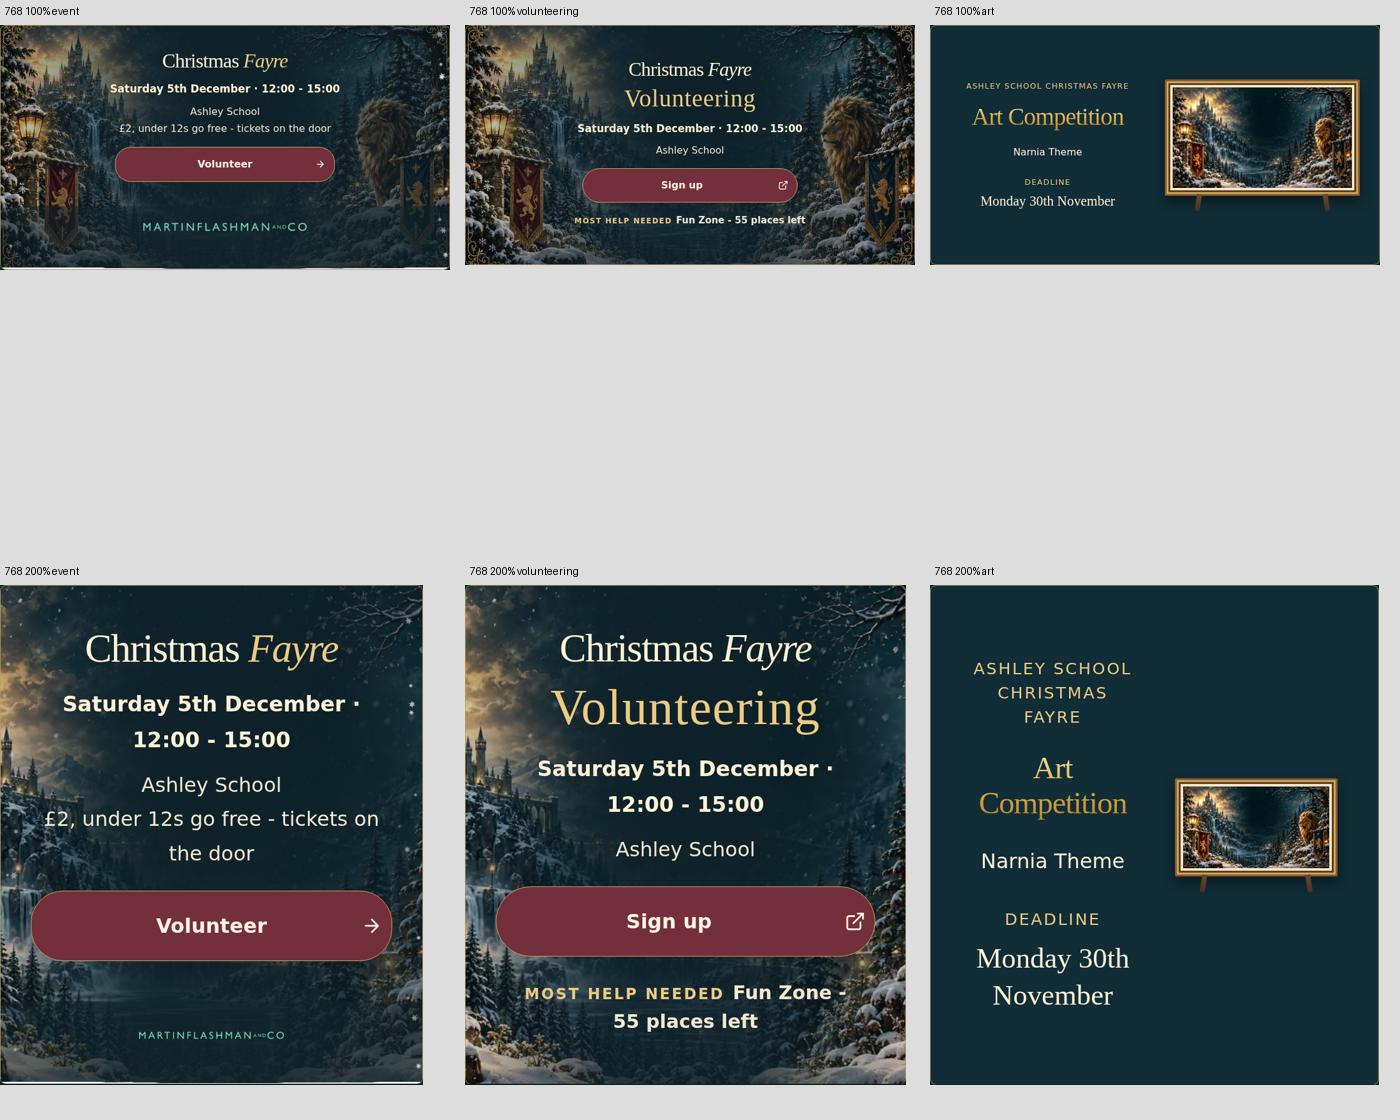 768 100%event
Christmas Fayre
Saturday 5th December · 12:00 - 15:00
Ashley School
£2, under 12s go free - tickets on the door
Volunteer
MARTINFLASHMANANDCO
768 100%volunteering
Christmas Fayre
Volunteering
Saturday 5th December · 12:00 - 15:00
Ashley School
Sign up
MOST HELP NEEDED Fun Zone - 55 places left
768 100%art
ASHLEY SCHOOL CHRISTMAS FAYRE
Art Competition
Narnia Theme
DEADLINE
Monday 30th November
768 200%event
Christmas Fayre
Saturday 5th December ·
12:00 - 15:00
Ashley School
£2, under 12s go free - tickets on
the door
Volunteer
MARTINFLASHMANANDCO
768 200%volunteering
Christmas Fayre
Volunteering
Saturday 5th December ·
12:00 - 15:00
Ashley School
Sign up
MOST HELP NEEDED Fun Zone -
55 places left
768 200%art
ASHLEY SCHOOL
CHRISTMAS
FAYRE
Art
Competition
Narnia Theme
DEADLINE
Monday 30th
November